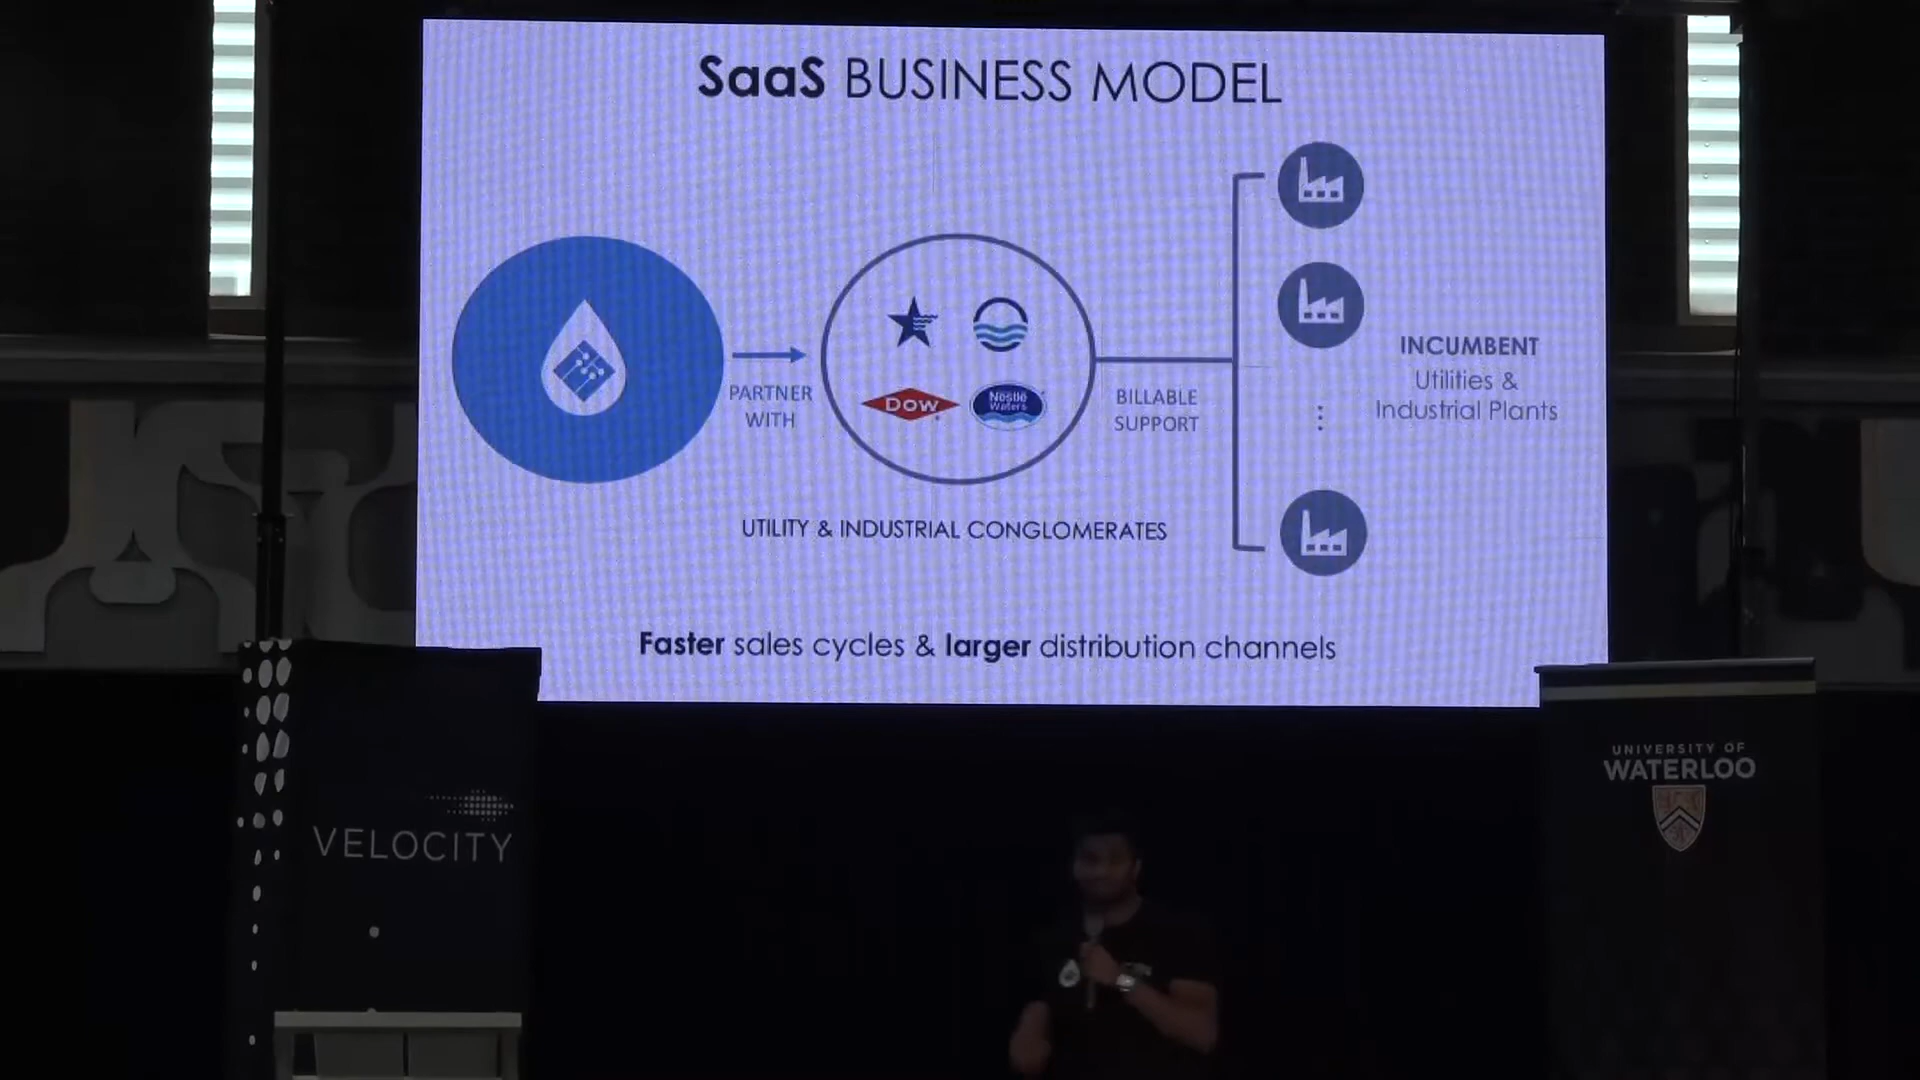 SaaS BUSINESS MODEL
PARTNER
WITH
DOW
Nestle
Waters
BILLABLE
SUPPORT
INCUMBENT
Utilities &
Industrial Plants
UTILITY & INDUSTRIAL CONGLOMERATES
Faster sales cycles & larger distribution channels
VELOCITY
UNIVERSITY OF
WATERLOO